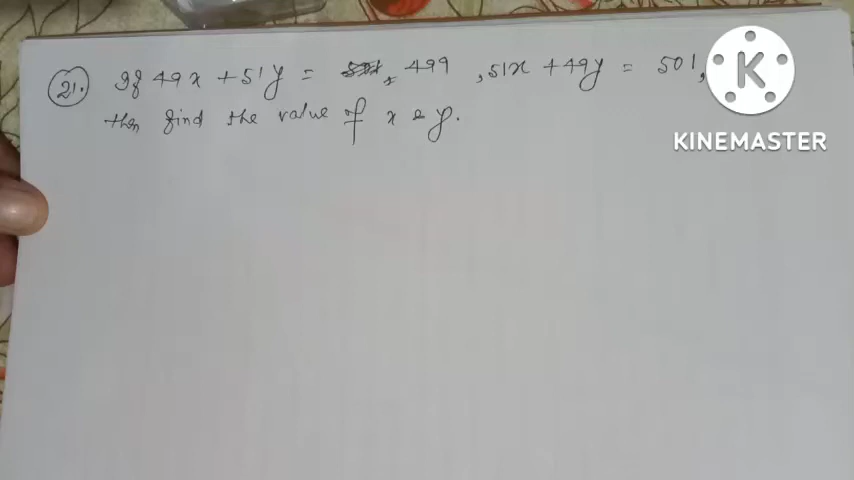 21. If 49x + 51y = 499, 51x + 49y = 501,
then find the value of x & y.
K
KINEMASTER